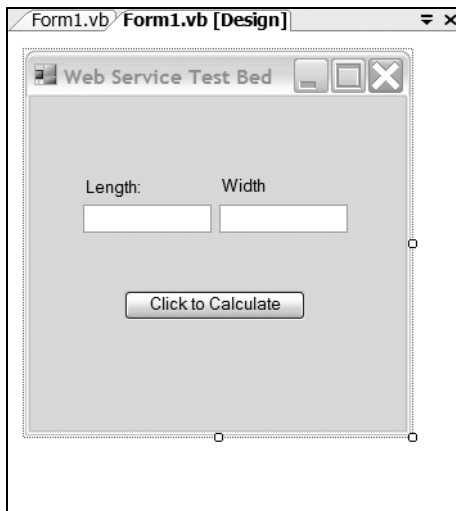 Form1.vb Form1.vb [Design]
Web Service Test Bed
Length: Width
Click to Calculate